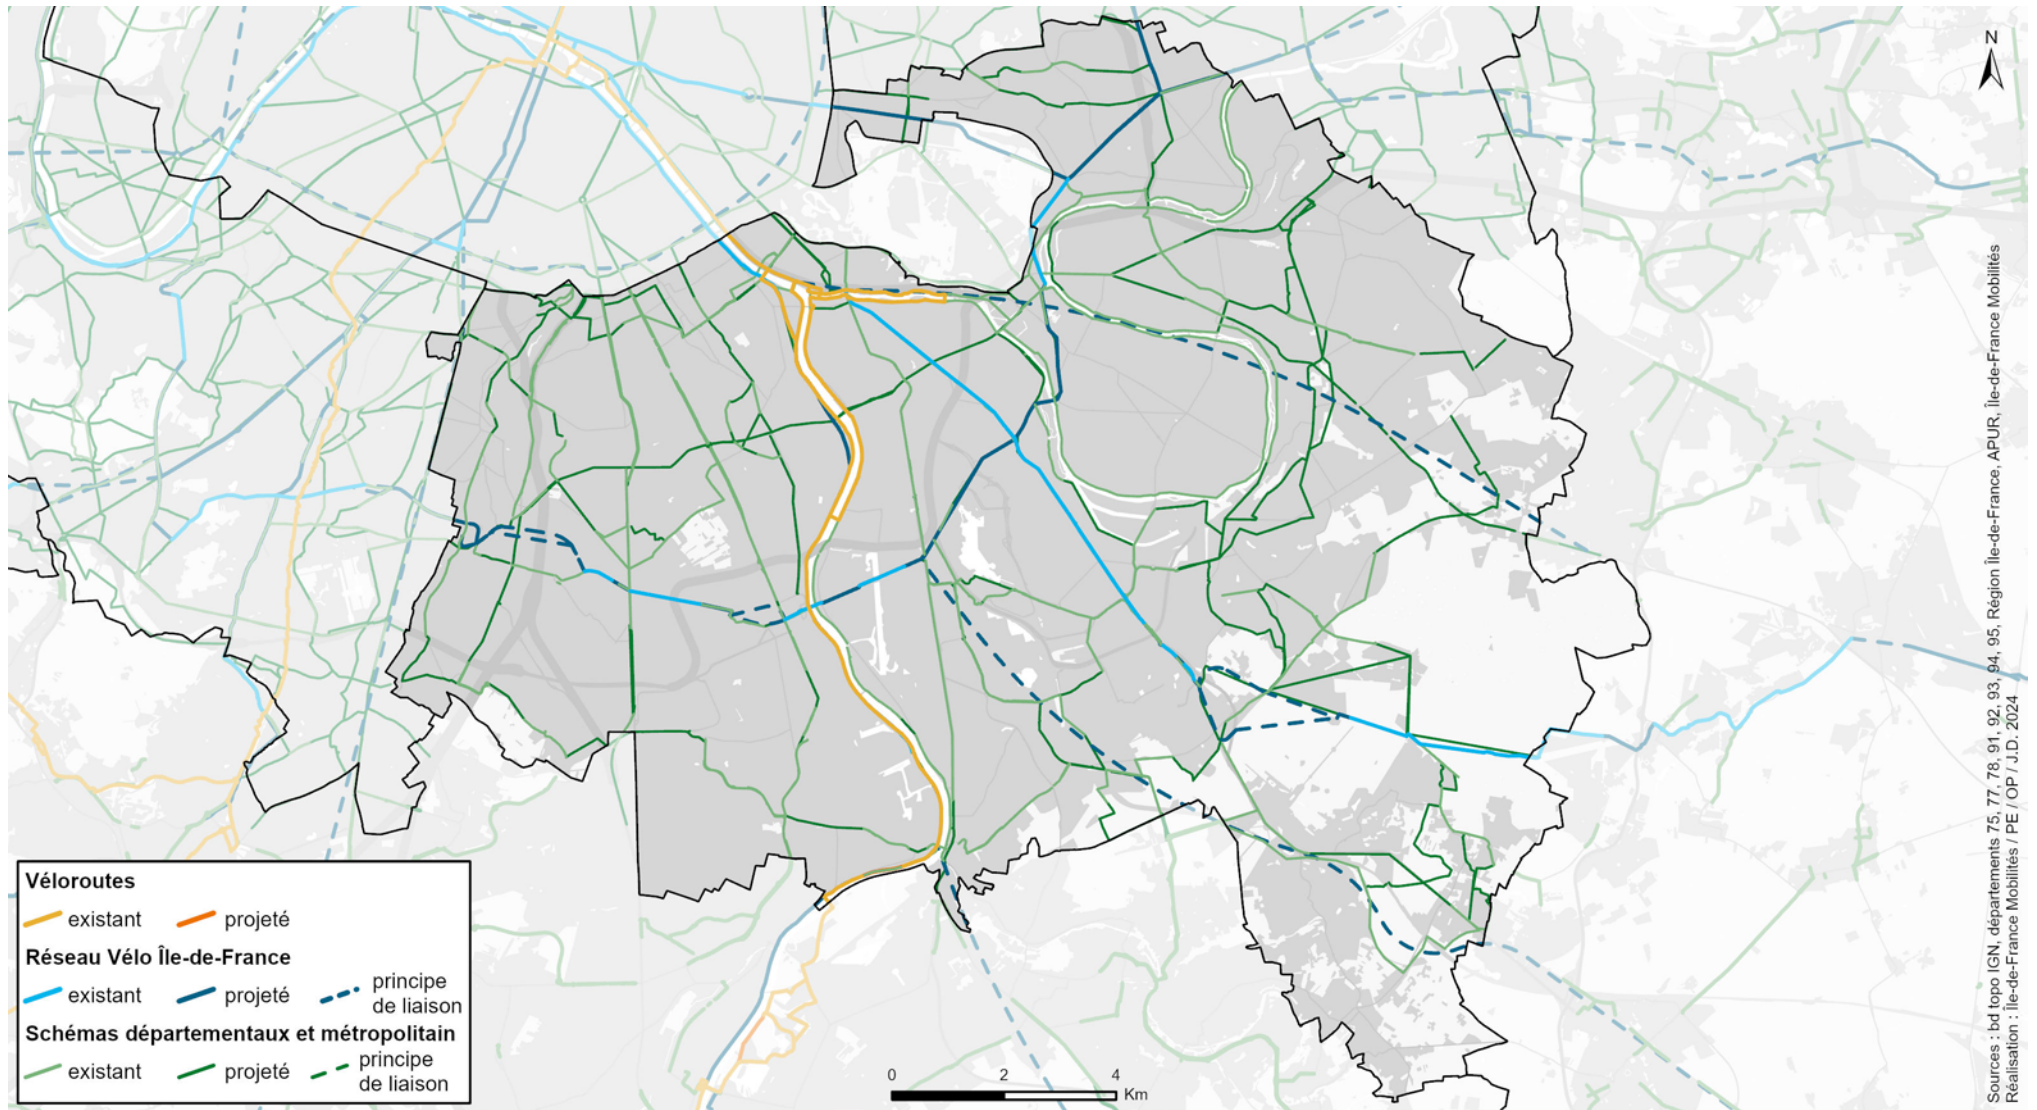 N
Véloroutes
existant projeté
Réseau Vélo Île-de-France
existant projeté principe de liaison
Schémas départementaux et métropolitain
existant projeté principe de liaison
0 2 4
Km
Sources : bd topo IGN, départements 75, 77, 78, 91, 92, 93, 94, 95, Région Île-de-France, APUR, Île-de-France Mobilités
Réalisation : Île-de-France Mobilités / PE / OP / J.D. 2024